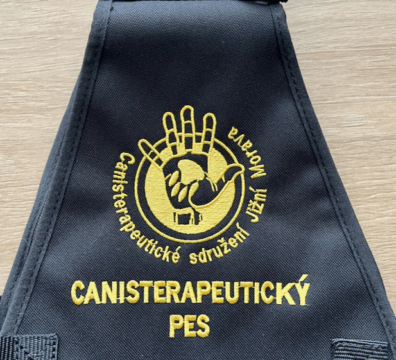 Canisterapeutické sdružení Jižní Morava
CANISTERAPEUTICKÝ
PES